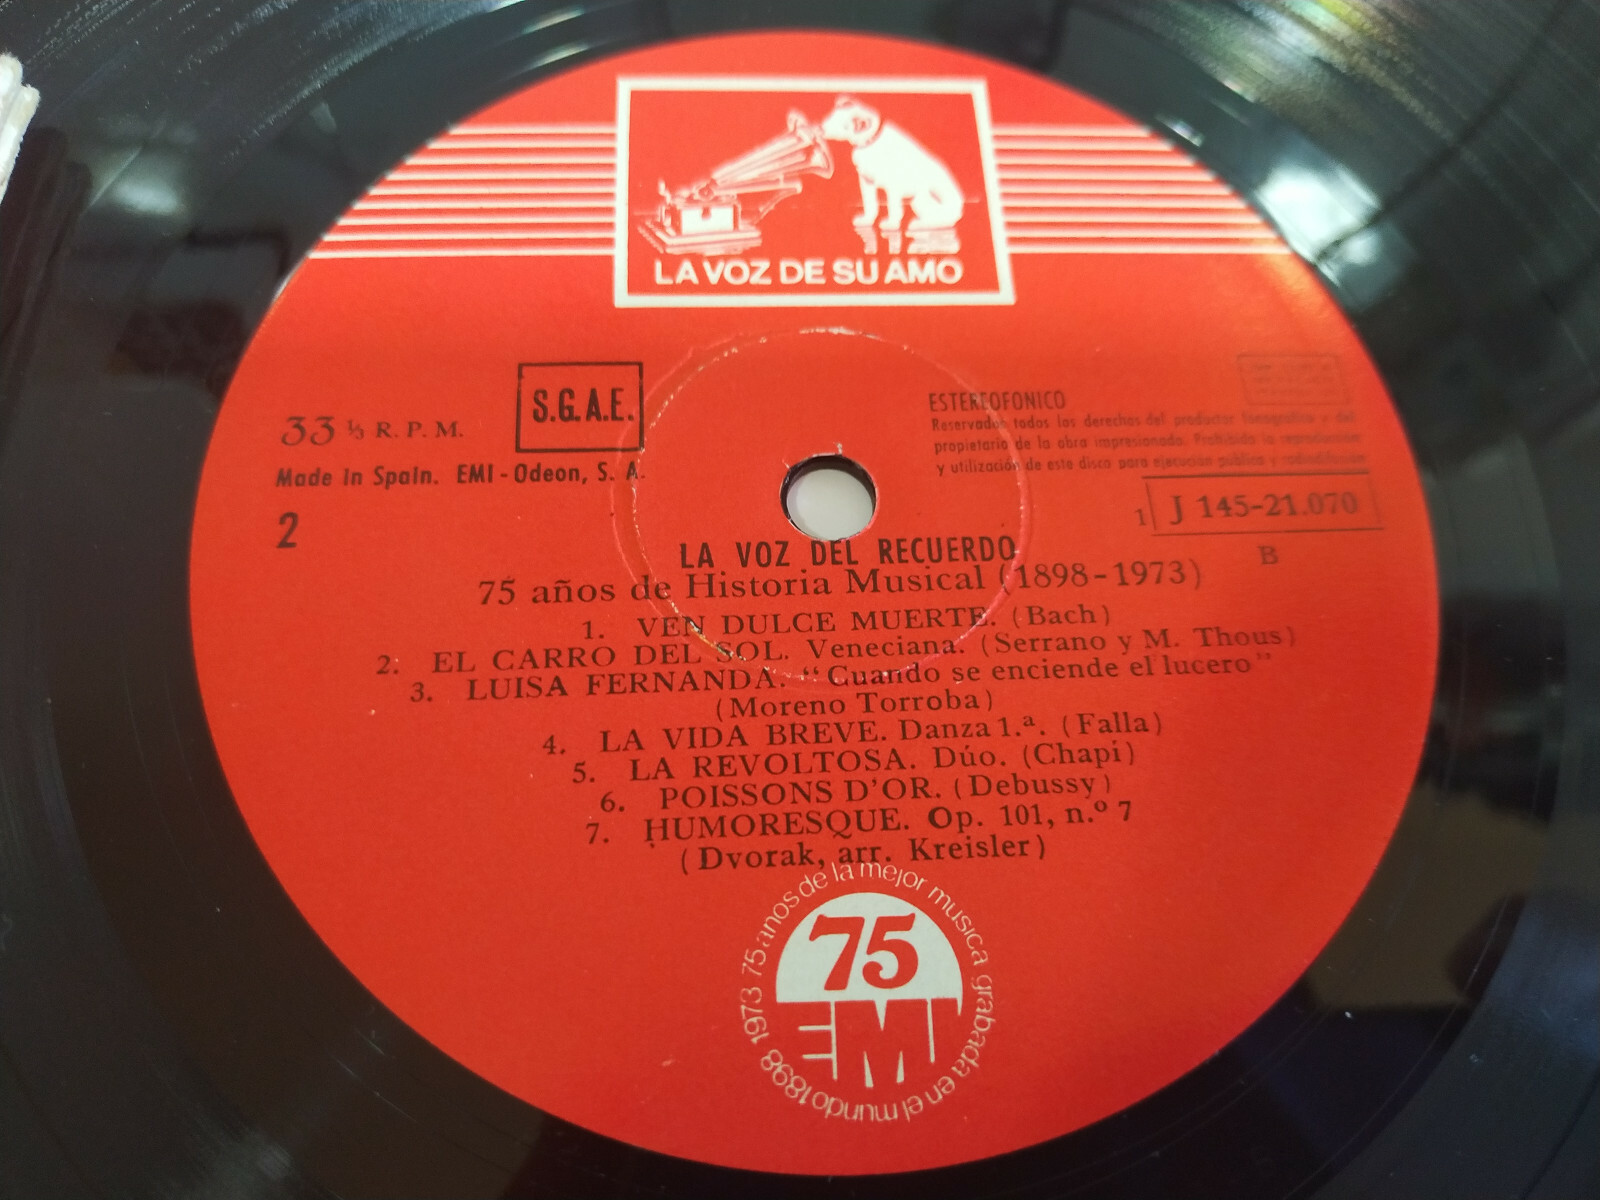 LA VOZ DE SU AMO
33 ⅓ R. P. M.
S.G.A.E.
Made in Spain. EMI - Odeon, S. A.
2
ESTEREOFONICO
Reservados todos los derechos del productor fonográfico y del
propietario de la obra impresionada. Prohibida la reproducción
y utilización de este disco para ejecución pública y radiodifusión
1 J 145-21.070
B
LA VOZ DEL RECUERDO
75 años de Historia Musical (1898-1973)
1. VEN DULCE MUERTE. (Bach)
2. EL CARRO DEL SOL. Veneciana. (Serrano y M. Thous)
3. LUISA FERNANDA. “Cuando se enciende el lucero”
(Moreno Torroba)
4. LA VIDA BREVE. Danza 1.ª. (Falla)
5. LA REVOLTOSA. Dúo. (Chapí)
6. POISSONS D’OR. (Debussy)
7. HUMORESQUE. Op. 101, n.º 7
(Dvorak, arr. Kreisler)
1898 1973 75 anos de la mejor musica grabada en el mundo
75
EMI